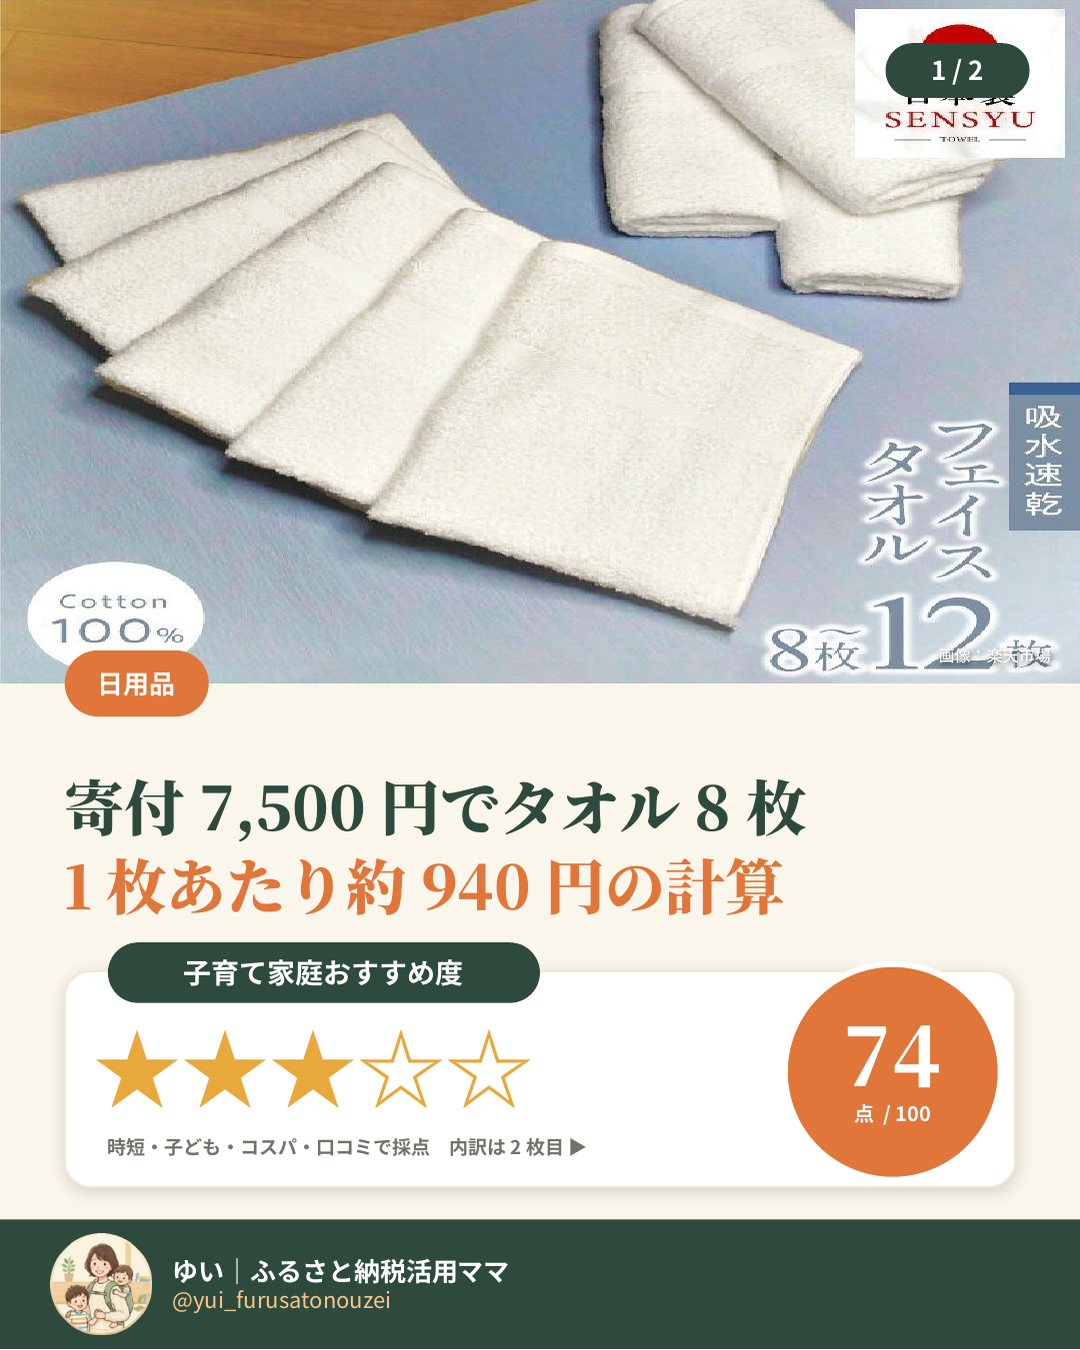 1 / 2
日本製
SENSYU
TOWEL
吸水速乾
フェイス
タオル
8枚~12枚
画像:楽天市場
Cotton
100%
日用品
寄付 7,500 円でタオル 8 枚
1 枚あたり約 940 円の計算
子育て家庭おすすめ度
★★★☆☆
74
点 / 100
時短・子ども・コスパ・口コミで採点 内訳は 2 枚目 ▶
ゆい|ふるさと納税活用ママ
@yui_furusatonouzei